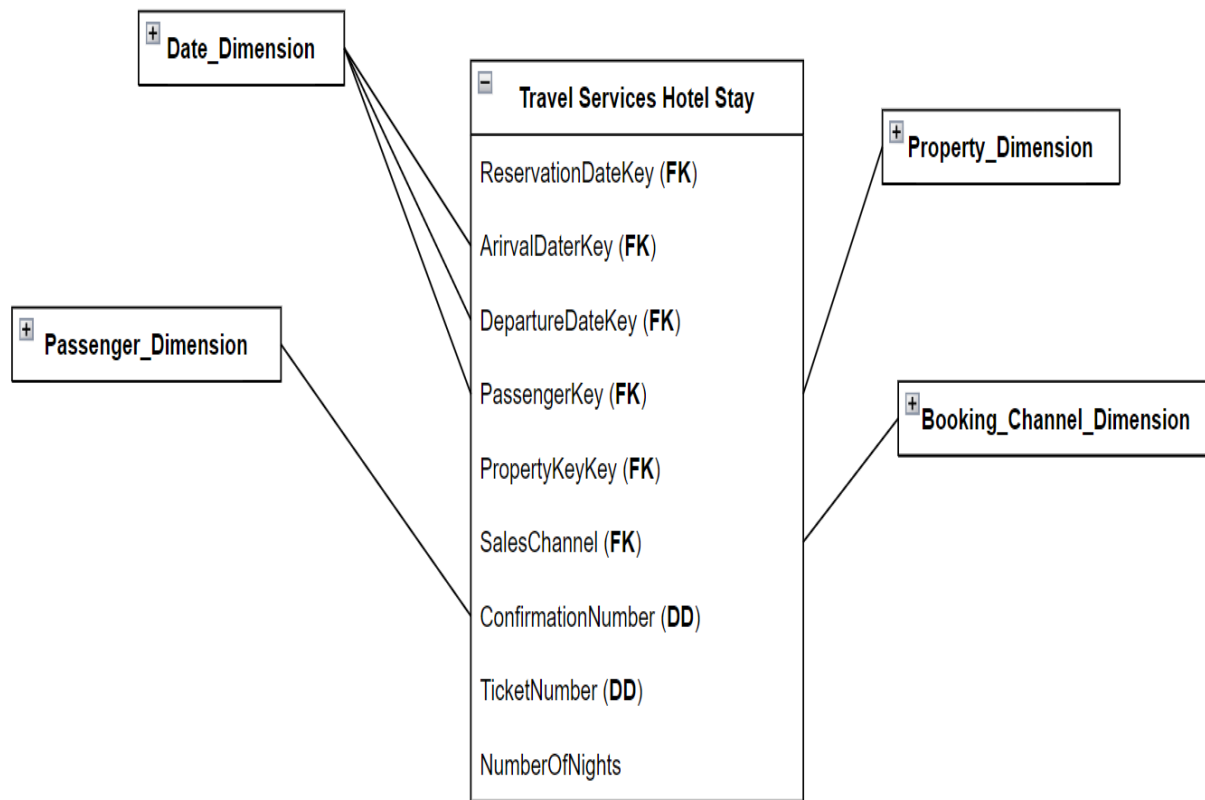 Date_Dimension
Travel Services Hotel Stay
Property_Dimension
ReservationDateKey (FK)
ArirvalDaterKey (FK)
DepartureDateKey (FK)
Passenger_Dimension
PassengerKey (FK)
Booking_Channel_Dimension
PropertyKeyKey (FK)
SalesChannel (FK)
ConfirmationNumber (DD)
TicketNumber (DD)
NumberOfNights